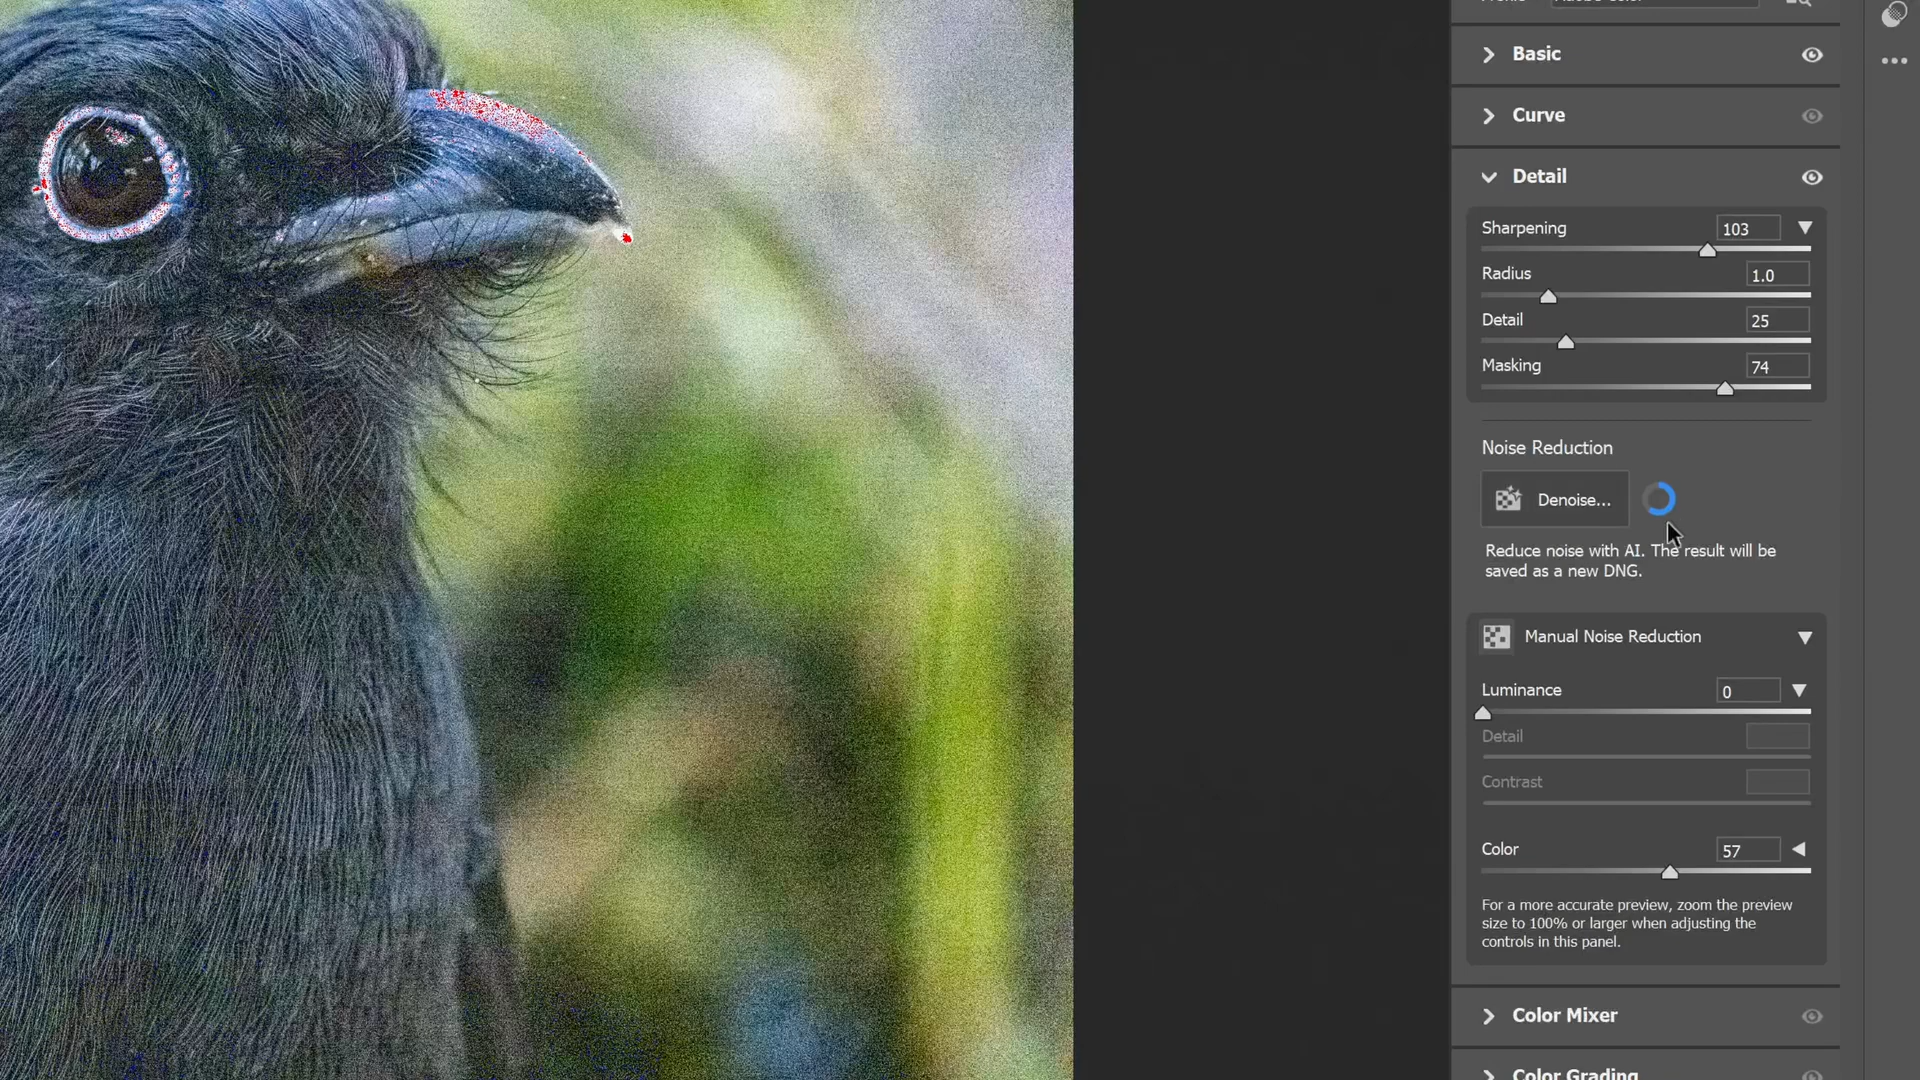 Basic
Curve
Detail
Sharpening 103
Radius 1.0
Detail 25
Masking 74
Noise Reduction
Denoise...
Reduce noise with AI. The result will be
saved as a new DNG.
Manual Noise Reduction
Luminance 0
Detail
Contrast
Color 57
For a more accurate preview, zoom the preview
size to 100% or larger when adjusting the
controls in this panel.
Color Mixer
Color Grading